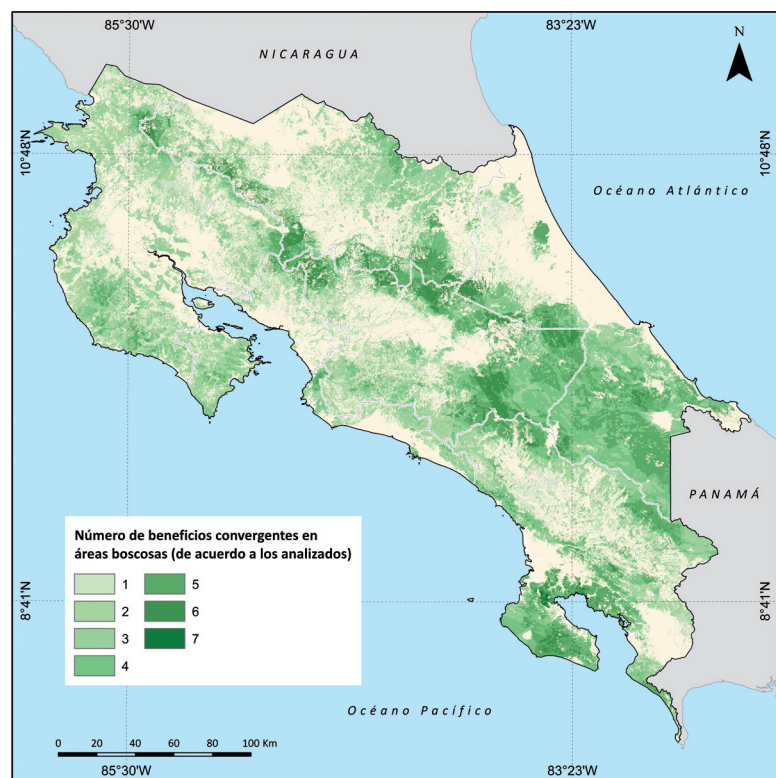 85°30'W
83°23'W
NICARAGUA
N
10°48'N
10°48'N
Océano Atlántico
PANAMÁ
Número de beneficios convergentes en
áreas boscosas (de acuerdo a los analizados)
1
2
3
4
5
6
7
8°41'N
8°41'N
Océano Pacífico
0 20 40 60 80 100 Km
85°30'W
83°23'W